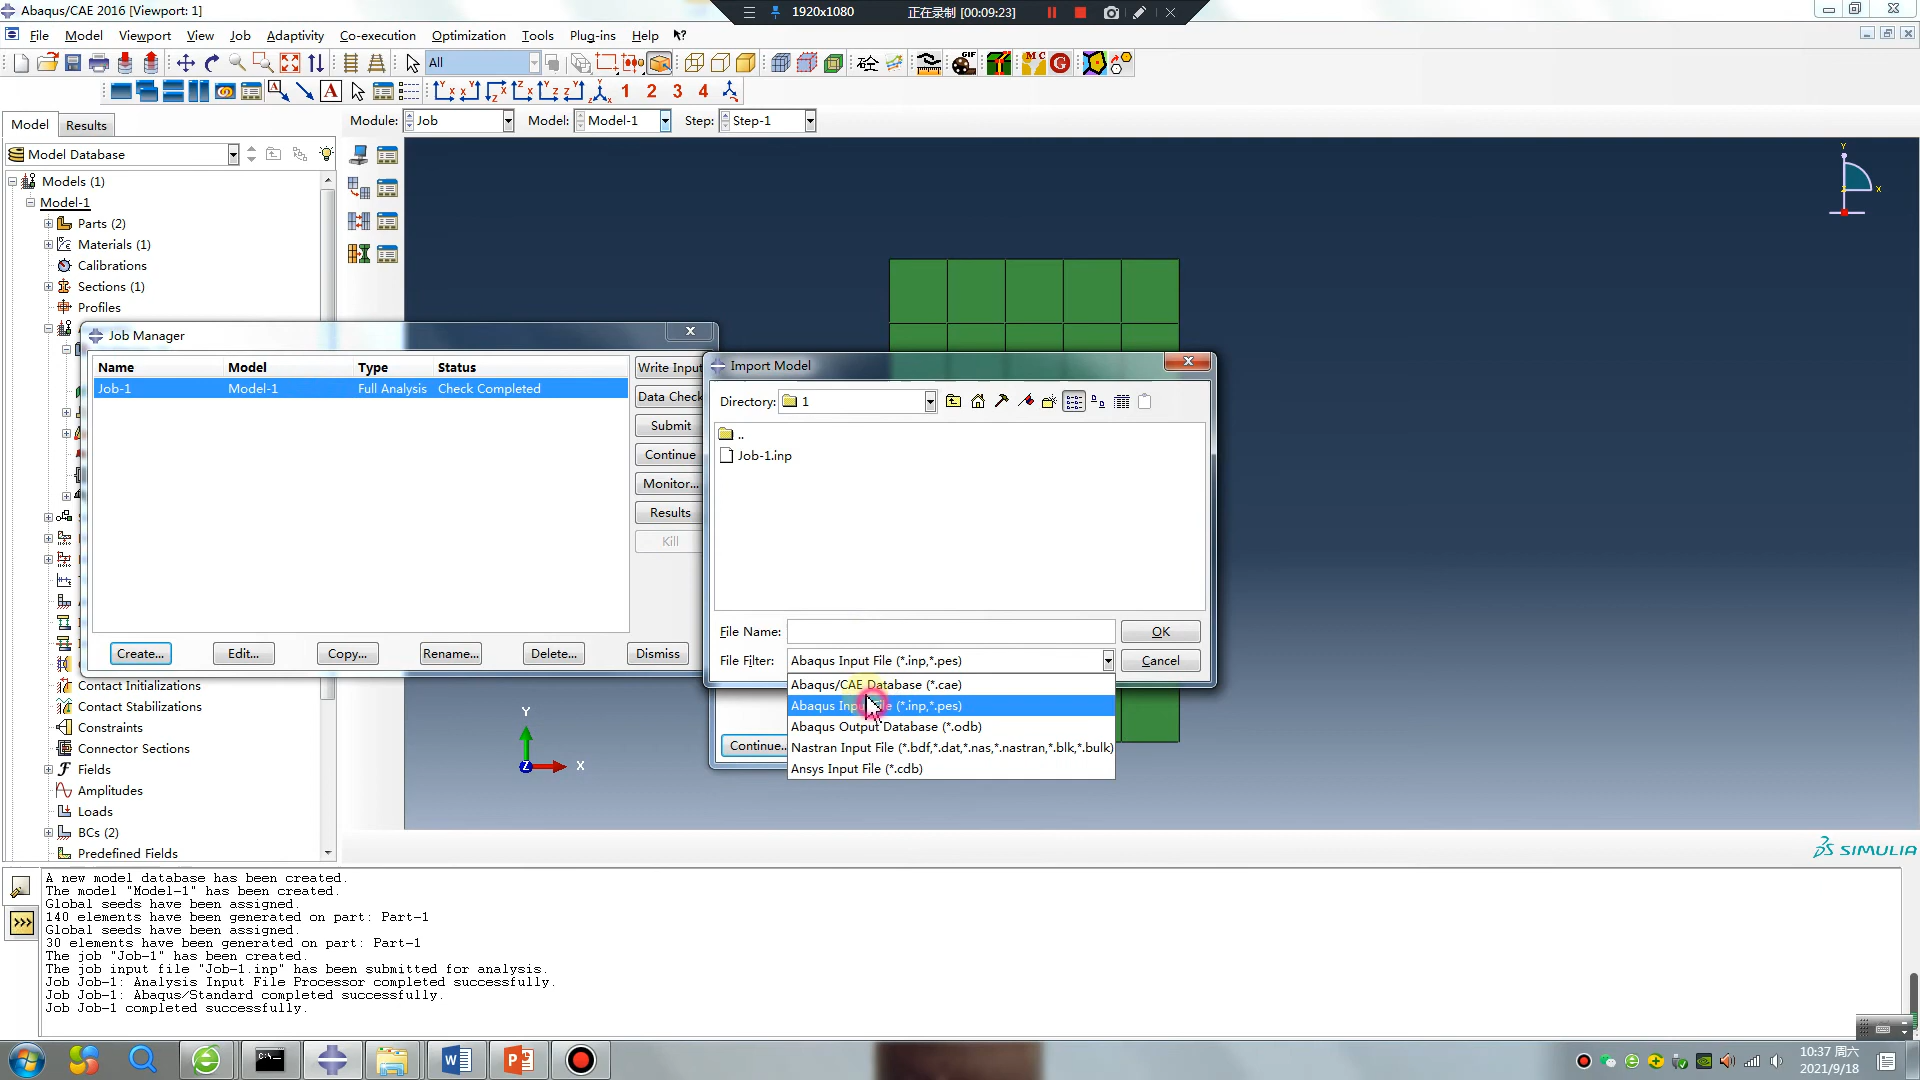 Abaqus/CAE 2016 [Viewport: 1]
1920x1080
正在录制 [00:09:23]
File Model Viewport View Job Adaptivity Co-execution Optimization Tools Plug-ins Help
All
GIF
MC
G
1 2 3 4
Model Results
Module: Job Model: Model-1 Step: Step-1
Model Database
Models (1)
Model-1
Parts (2)
Materials (1)
Calibrations
Sections (1)
Profiles
Job Manager
Name Model Type Status
Job-1 Model-1 Full Analysis Check Completed
Write Input
Data Check
Submit
Continue
Monitor...
Results
Kill
Create... Edit... Copy... Rename... Delete... Dismiss
Import Model
Directory: 1
..
Job-1.inp
File Name: OK
File Filter: Abaqus Input File (*.inp,*.pes) Cancel
Abaqus/CAE Database (*.cae)
Abaqus Input File (*.inp,*.pes)
Abaqus Output Database (*.odb)
Nastran Input File (*.bdf,*.dat,*.nas,*.nastran,*.blk,*.bulk)
Ansys Input File (*.cdb)
Continue...
Contact Initializations
Contact Stabilizations
Constraints
Connector Sections
Fields
Amplitudes
Loads
BCs (2)
Predefined Fields
Y
X
Z
Y
X
Z
SIMULIA
A new model database has been created.
The model "Model-1" has been created.
Global seeds have been assigned.
140 elements have been generated on part: Part-1
Global seeds have been assigned.
30 elements have been generated on part: Part-1
The job "Job-1" has been created.
The job input file "Job-1.inp" has been submitted for analysis.
Job Job-1: Analysis Input File Processor completed successfully.
Job Job-1: Abaqus/Standard completed successfully.
Job Job-1 completed successfully.
10:37 周六
2021/9/18